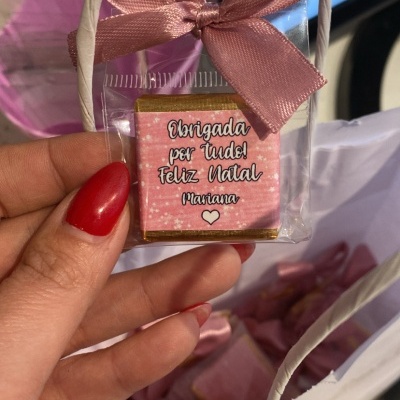 Obrigada
por tudo!
Feliz Natal
Mariana